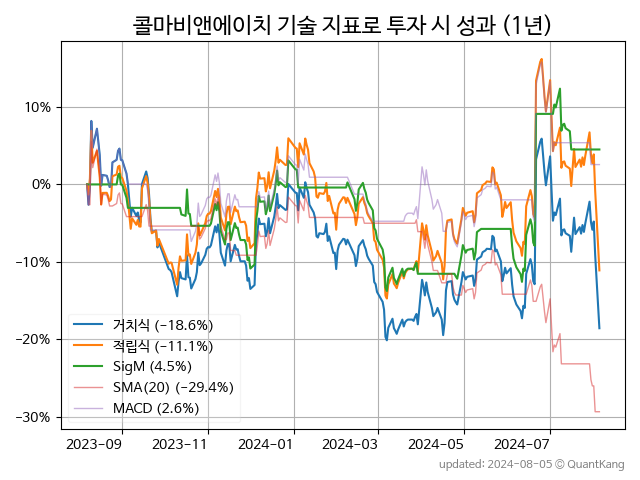 콜마비앤에이치 기술 지표로 투자 시 성과 (1년)
10%
0%
−10%
−20%
−30%
거치식 (−18.6%)
적립식 (−11.1%)
SigM (4.5%)
SMA(20) (−29.4%)
MACD (2.6%)
2023-09 2023-11 2024-01 2024-03 2024-05 2024-07
updated: 2024-08-05 © QuantKang